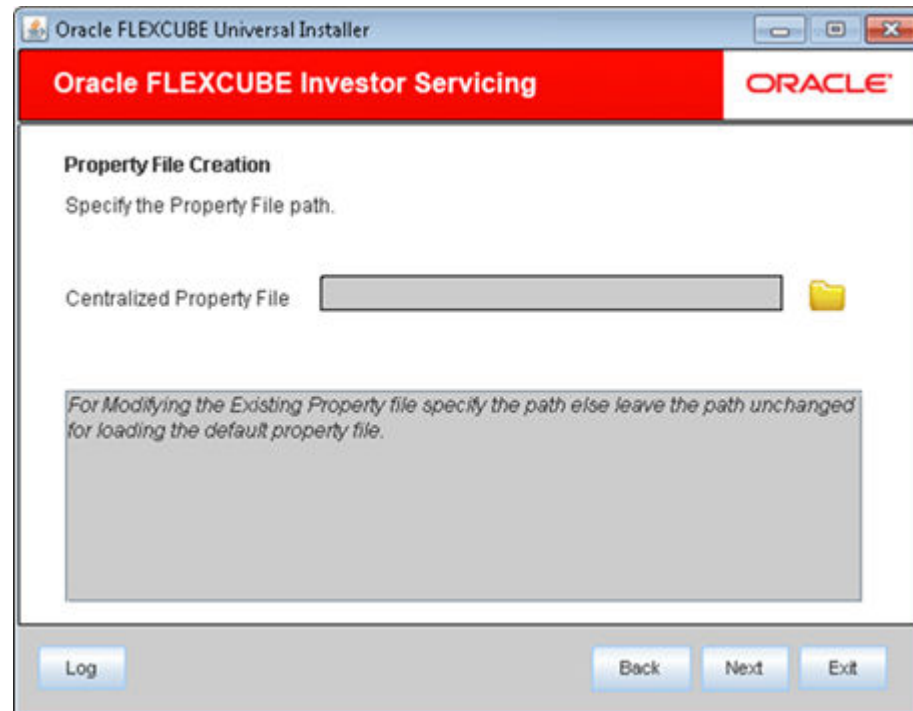 Oracle FLEXCUBE Universal Installer
Oracle FLEXCUBE Investor Servicing
ORACLE
Property File Creation
Specify the Property File path.
Centralized Property File
For Modifying the Existing Property file specify the path else leave the path unchanged
for loading the default property file.
Log
Back
Next
Exit